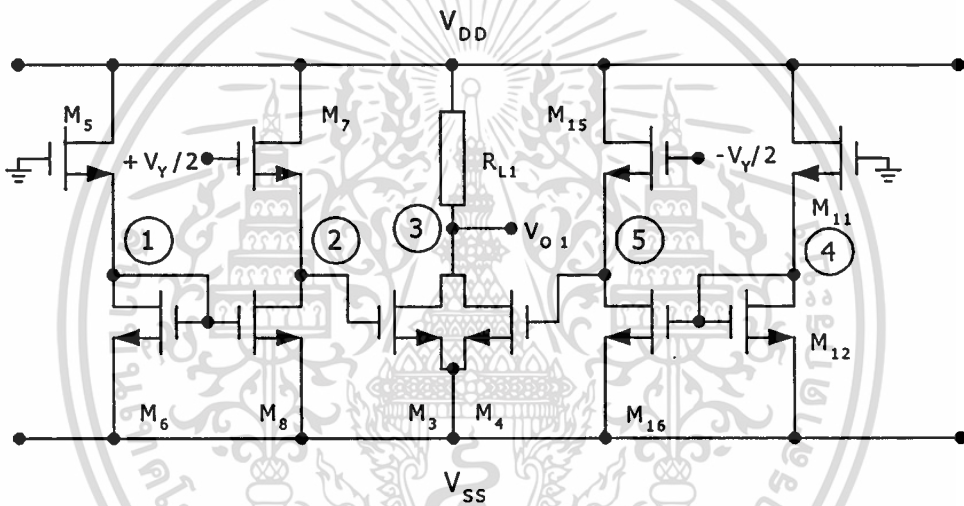 V_DD
M_5
M_7
M_15
+V_Y/2
R_L1
-V_Y/2
M_11
1
2
3
V_O1
5
4
M_12
M_6
M_8
M_3
M_4
M_16
V_SS